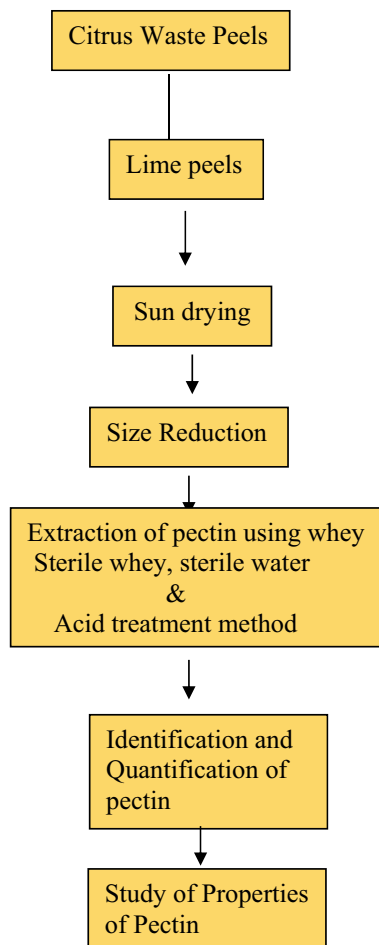 Citrus Waste Peels
Lime peels
Sun drying
Size Reduction
Extraction of pectin using whey
Sterile whey, sterile water
&
Acid treatment method
Identification and
Quantification of
pectin
Study of Properties
of Pectin